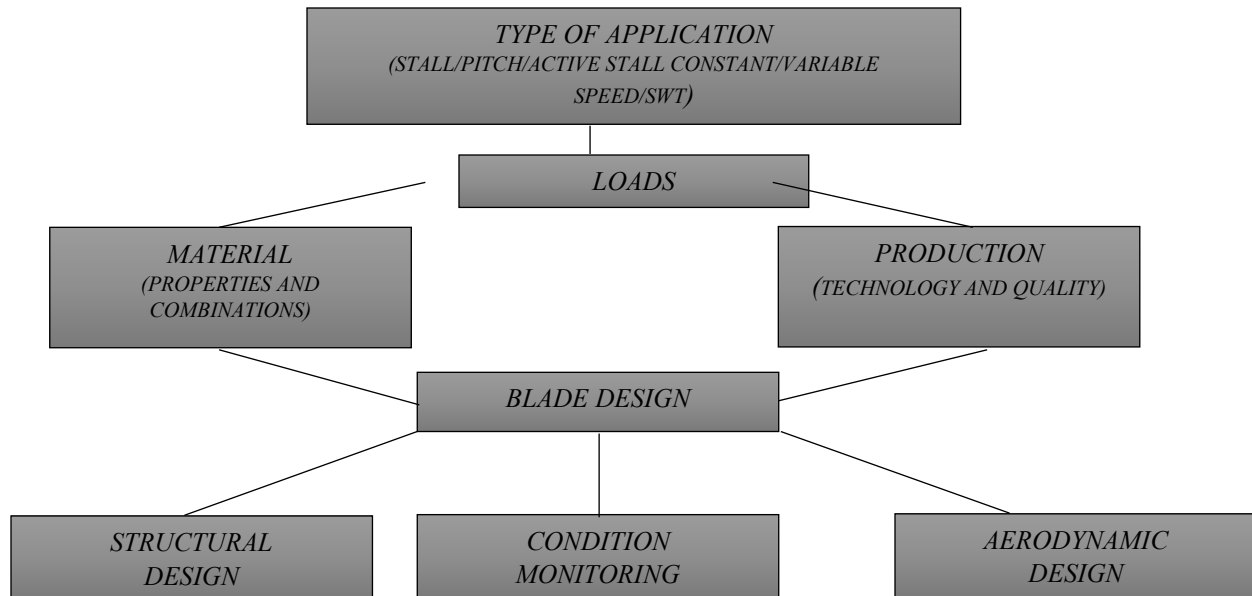 TYPE OF APPLICATION
(STALL/PITCH/ACTIVE STALL CONSTANT/VARIABLE
SPEED/SWT)
LOADS
MATERIAL
(PROPERTIES AND
COMBINATIONS)
PRODUCTION
(TECHNOLOGY AND QUALITY)
BLADE DESIGN
STRUCTURAL
DESIGN
CONDITION
MONITORING
AERODYNAMIC
DESIGN